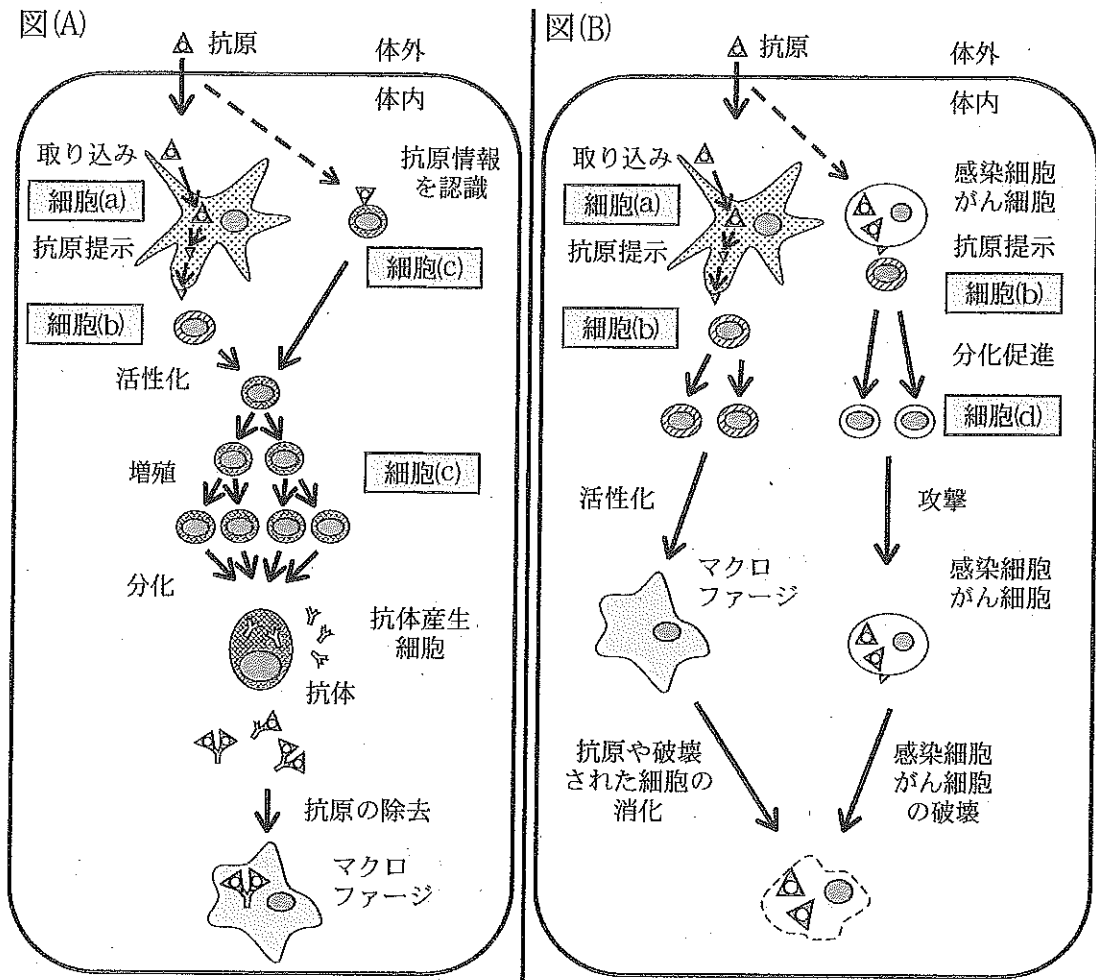 図(A)
抗原
体外
体内
取り込み
細胞(a)
抗原提示
抗原情報
を認識
細胞(c)
細胞(b)
活性化
増殖
細胞(c)
分化
抗体産生
細胞
抗体
抗原の除去
マクロ
ファージ
図(B)
抗原
体外
体内
取り込み
細胞(a)
抗原提示
感染細胞
がん細胞
抗原提示
細胞(b)
細胞(b)
分化促進
細胞(d)
活性化
攻撃
マクロ
ファージ
感染細胞
がん細胞
抗原や破壊
された細胞の
消化
感染細胞
がん細胞
の破壊